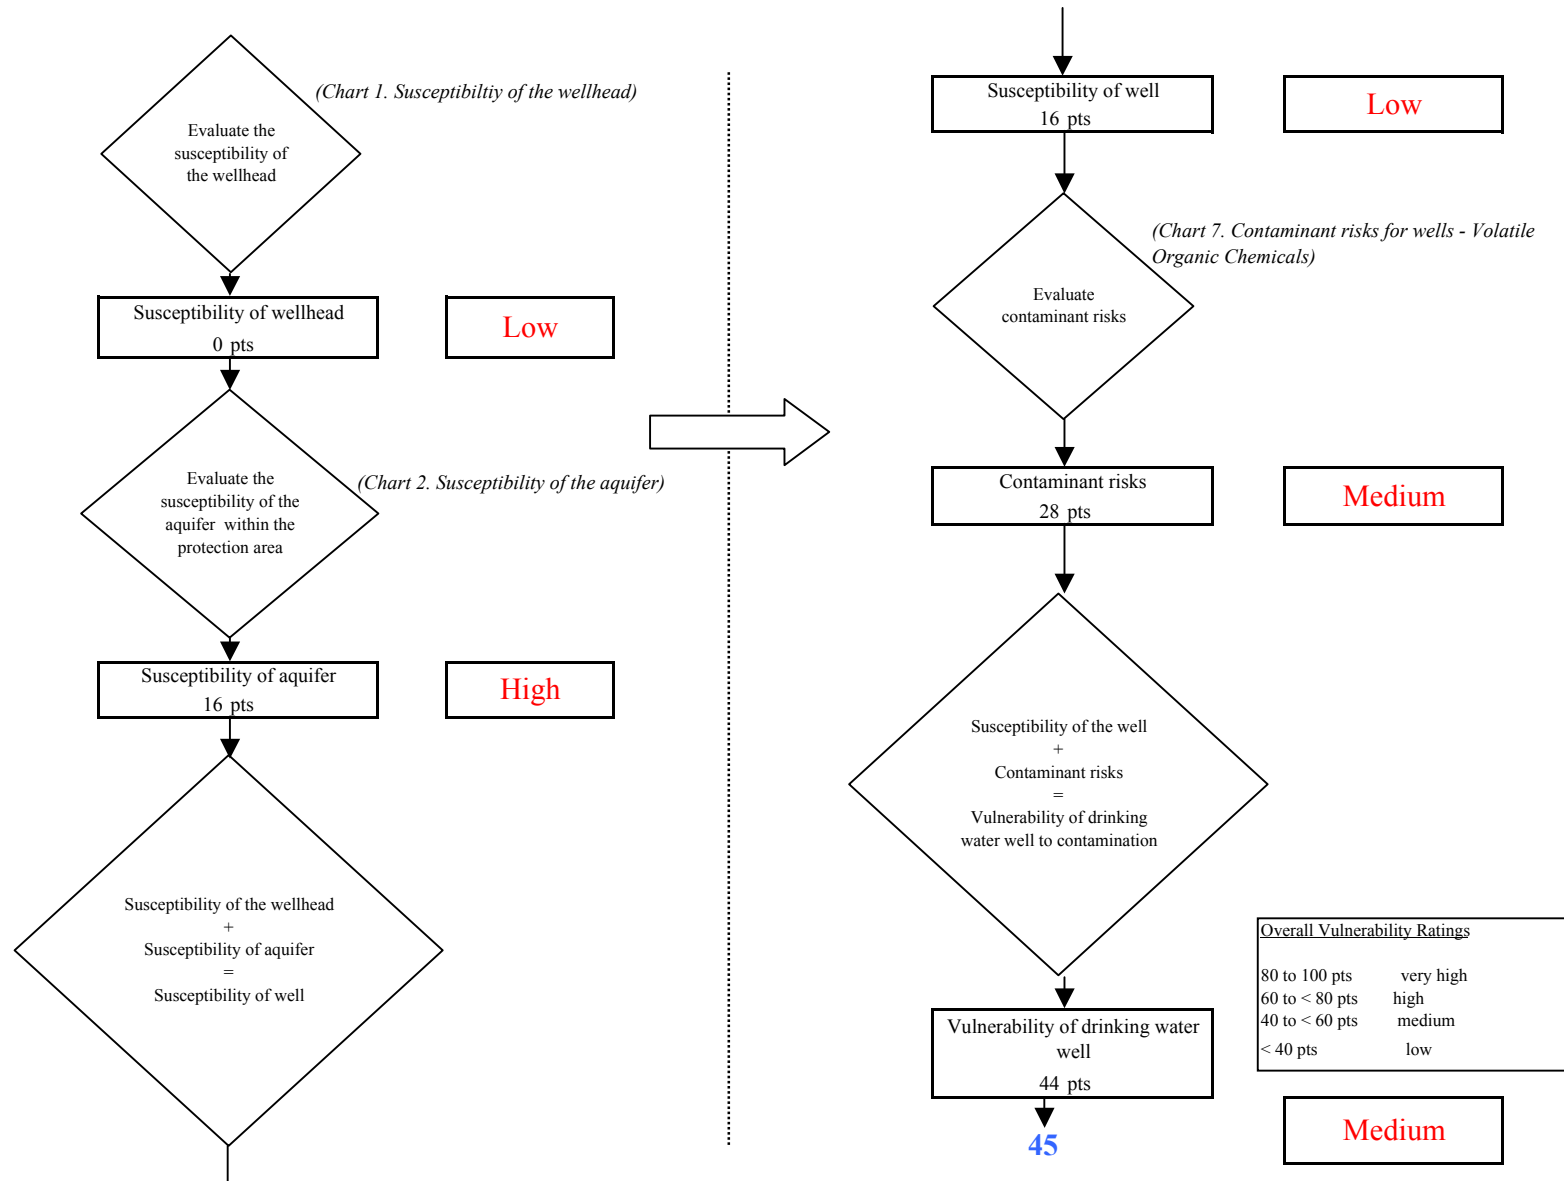 (Chart 1. Susceptibiltiy of the wellhead)
Evaluate the
susceptibility of
the wellhead
Susceptibility of wellhead
0 pts
Low
Evaluate the
susceptibility of the
aquifer within the
protection area
(Chart 2. Susceptibility of the aquifer)
Susceptibility of aquifer
16 pts
High
Susceptibility of the wellhead
+
Susceptibility of aquifer
=
Susceptibility of well
Susceptibility of well
16 pts
Low
(Chart 7. Contaminant risks for wells - Volatile
Organic Chemicals)
Evaluate
contaminant risks
Contaminant risks
28 pts
Medium
Susceptibility of the well
+
Contaminant risks
=
Vulnerability of drinking
water well to contamination
Overall Vulnerability Ratings
80 to 100 pts very high
60 to < 80 pts high
40 to < 60 pts medium
< 40 pts low
Vulnerability of drinking water
well
44 pts
45
Medium